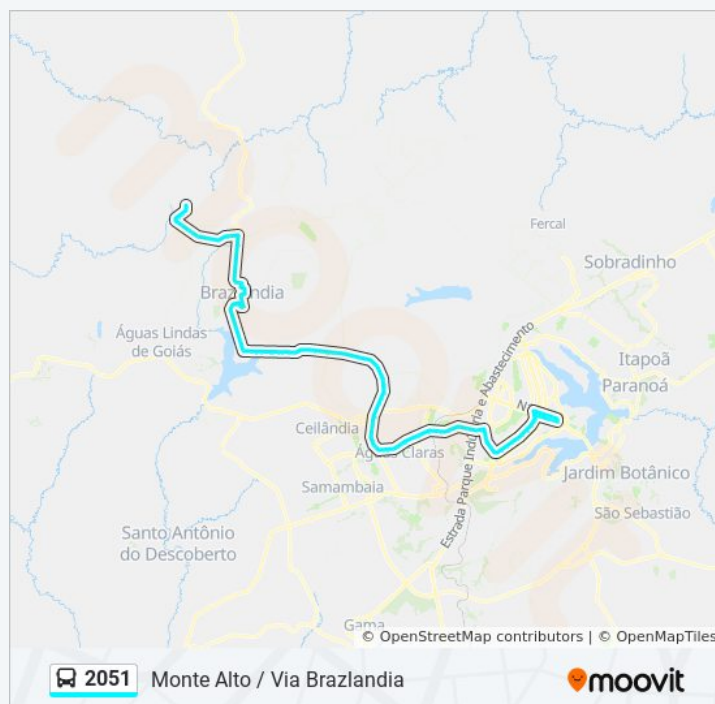 Fercal
Sobradinho
Brazlândia
Águas Lindas
de Goiás
Estrada Parque Indústria e Abastecimento
Itapoã
Paranoá
Ceilândia
Águas Claras
Jardim Botânico
Samambaia
São Sebastião
Santo Antônio
do Descoberto
Gama
© OpenStreetMap contributors | © OpenMapTiles
2051 Monte Alto / Via Brazlandia
moovit